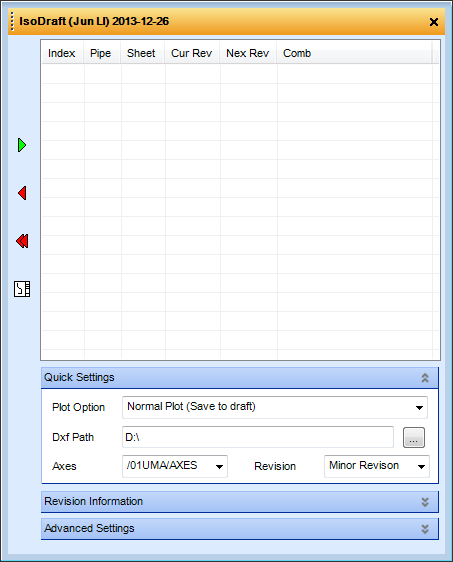 IsoDraft (Jun LI) 2013-12-26
Index Pipe Sheet Cur Rev Nex Rev Comb
Quick Settings
Plot Option Normal Plot (Save to draft)
Dxf Path D:\ ...
Axes /01UMA/AXES Revision Minor Revison
Revision Information
Advanced Settings